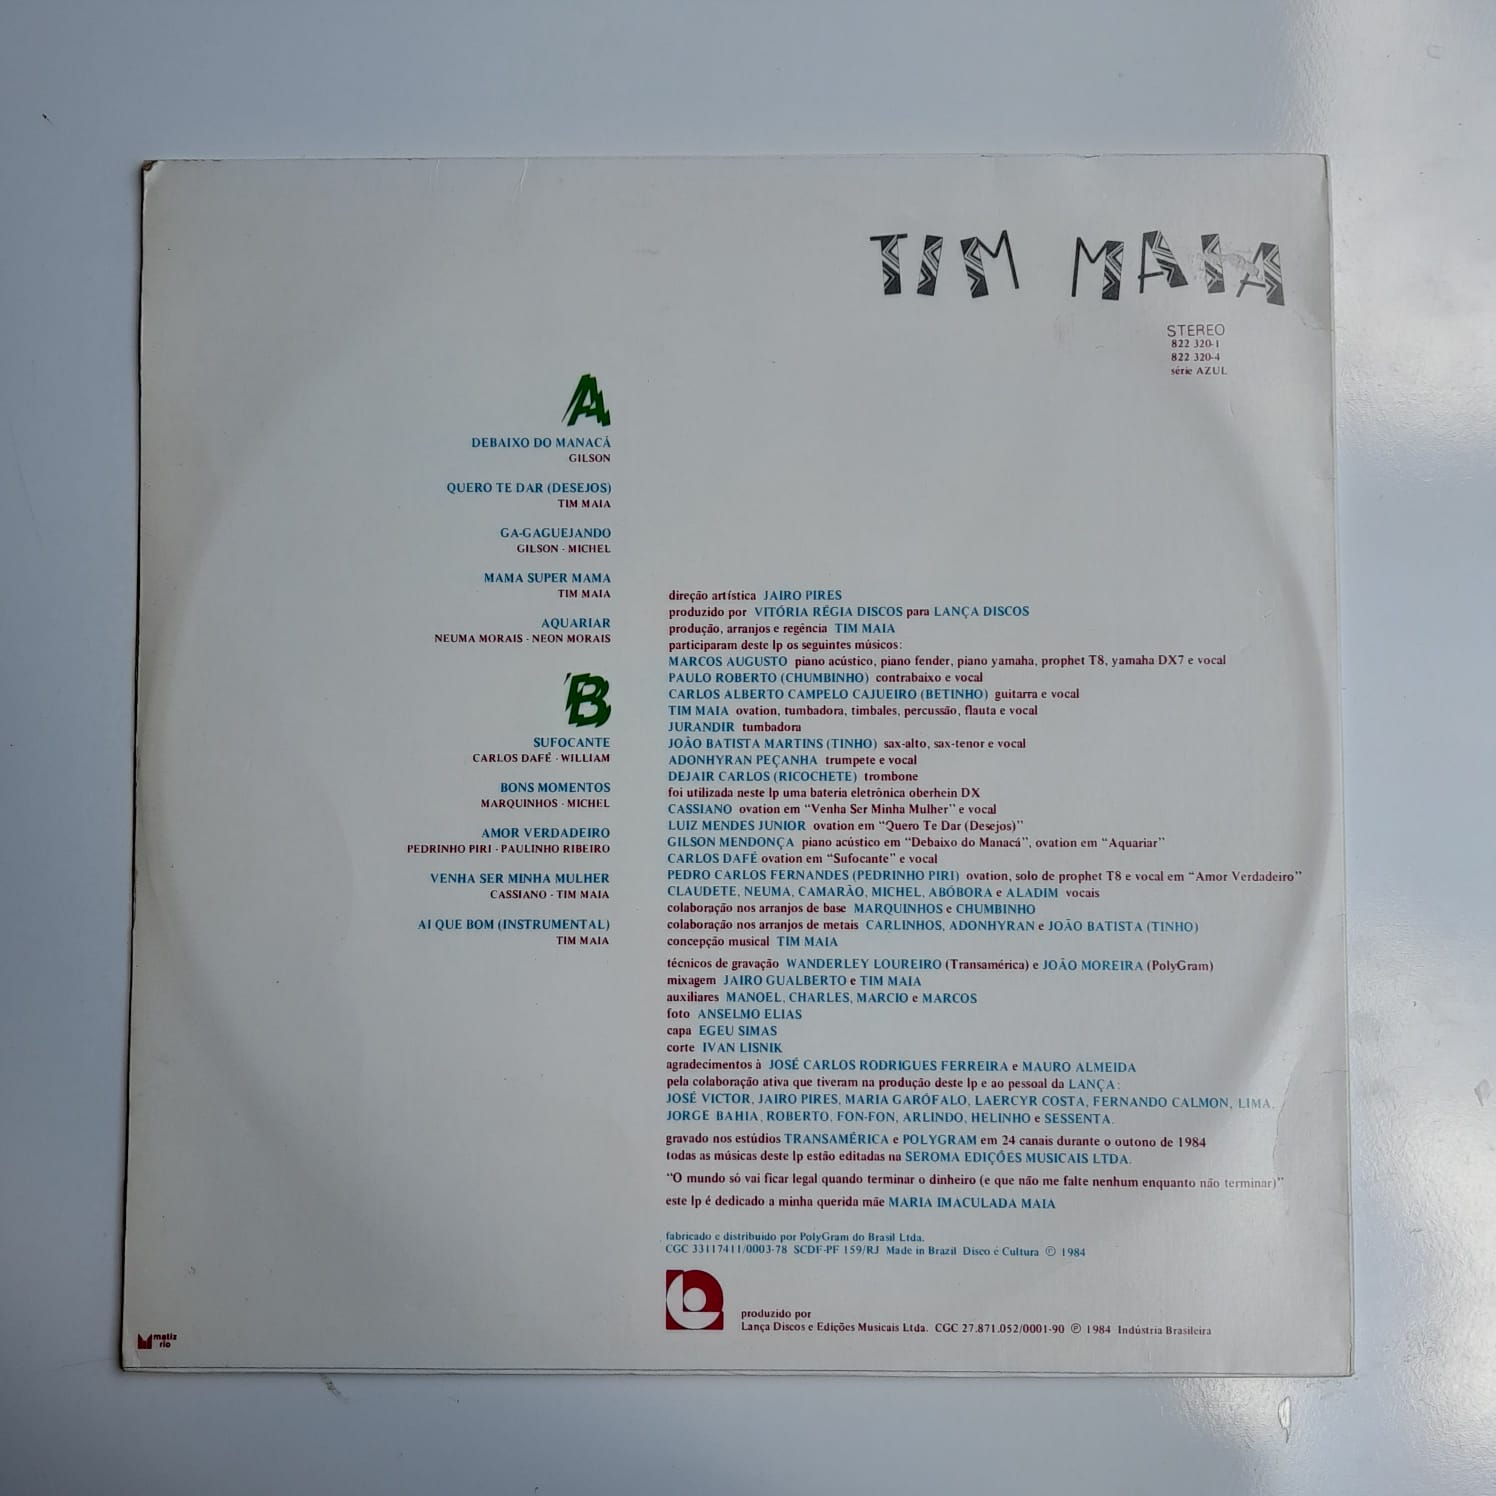 TIM MAIA
STEREO
822 320-1
822 320-4
série AZUL
A
DEBAIXO DO MANACÁ
GILSON
QUERO TE DAR (DESEJOS)
TIM MAIA
GA-GAGUEJANDO
GILSON - MICHEL
MAMA SUPER MAMA
TIM MAIA
AQUARIAR
NEUMA MORAIS - NEON MORAIS
B
SUFOCANTE
CARLOS DAFÉ - WILLIAM
BONS MOMENTOS
MARQUINHOS - MICHEL
AMOR VERDADEIRO
PEDRINHO PIRI - PAULINHO RIBEIRO
VENHA SER MINHA MULHER
CASSIANO - TIM MAIA
AI QUE BOM (INSTRUMENTAL)
TIM MAIA
direção artística JAIRO PIRES
produzido por VITÓRIA RÉGIA DISCOS para LANÇA DISCOS
produção, arranjos e regência TIM MAIA
participaram deste lp os seguintes músicos:
MARCOS AUGUSTO piano acústico, piano fender, piano yamaha, prophet T8, yamaha DX7 e vocal
PAULO ROBERTO (CHUMBINHO) contrabaixo e vocal
CARLOS ALBERTO CAMPELO CAJUEIRO (BETINHO) guitarra e vocal
TIM MAIA ovation, tumbadora, timbales, percussão, flauta e vocal
JURANDIR tumbadora
JOÃO BATISTA MARTINS (TINHO) sax-alto, sax-tenor e vocal
ADONHYRAN PEÇANHA trumpete e vocal
DEJAIR CARLOS (RICOCHETE) trombone
foi utilizada neste lp uma bateria eletrônica oberhein DX
CASSIANO ovation em “Venha Ser Minha Mulher” e vocal
LUIZ MENDES JUNIOR ovation em “Quero Te Dar (Desejos)”
GILSON MENDONÇA piano acústico em “Debaixo do Manacá”, ovation em “Aquariar”
CARLOS DAFÉ ovation em “Sufocante” e vocal
PEDRO CARLOS FERNANDES (PEDRINHO PIRI) ovation, solo de prophet T8 e vocal em “Amor Verdadeiro”
CLAUDETE, NEUMA, CAMARÃO, MICHEL, ABÓBORA e ALADIM vocais
colaboração nos arranjos de base MARQUINHOS e CHUMBINHO
colaboração nos arranjos de metais CARLINHOS, ADONHYRAN e JOÃO BATISTA (TINHO)
concepção musical TIM MAIA
técnicos de gravação WANDERLEY LOUREIRO (Transamérica) e JOÃO MOREIRA (PolyGram)
mixagem JAIRO GUALBERTO e TIM MAIA
auxiliares MANOEL, CHARLES, MARCIO e MARCOS
foto ANSELMO ELIAS
capa EGEU SIMAS
corte IVAN LISNIK
agradecimentos à JOSÉ CARLOS RODRIGUES FERREIRA e MAURO ALMEIDA
pela colaboração ativa que tiveram na produção deste lp e ao pessoal da LANÇA:
JOSÉ VICTOR, JAIRO PIRES, MARIA GARÓFALO, LAERCYR COSTA, FERNANDO CALMON, LIMA,
JORGE BAHIA, ROBERTO, FON-FON, ARLINDO, HELINHO e SESSENTA.
gravado nos estúdios TRANSAMÉRICA e POLYGRAM em 24 canais durante o outono de 1984
todas as músicas deste lp estão editadas na SEROMA EDIÇÕES MUSICAIS LTDA.
“O mundo só vai ficar legal quando terminar o dinheiro (e que não me falte nenhum enquanto não terminar)”
este lp é dedicado a minha querida mãe MARIA IMACULADA MAIA
fabricado e distribuido por PolyGram do Brasil Ltda.
CGC 33117411/0003-78 SCDF-PF 159/RJ Made in Brazil Disco é Cultura ℗ 1984
produzido por
Lança Discos e Edições Musicais Ltda. CGC 27.871.052/0001-90 ℗ 1984 Indústria Brasileira
matiz
rio